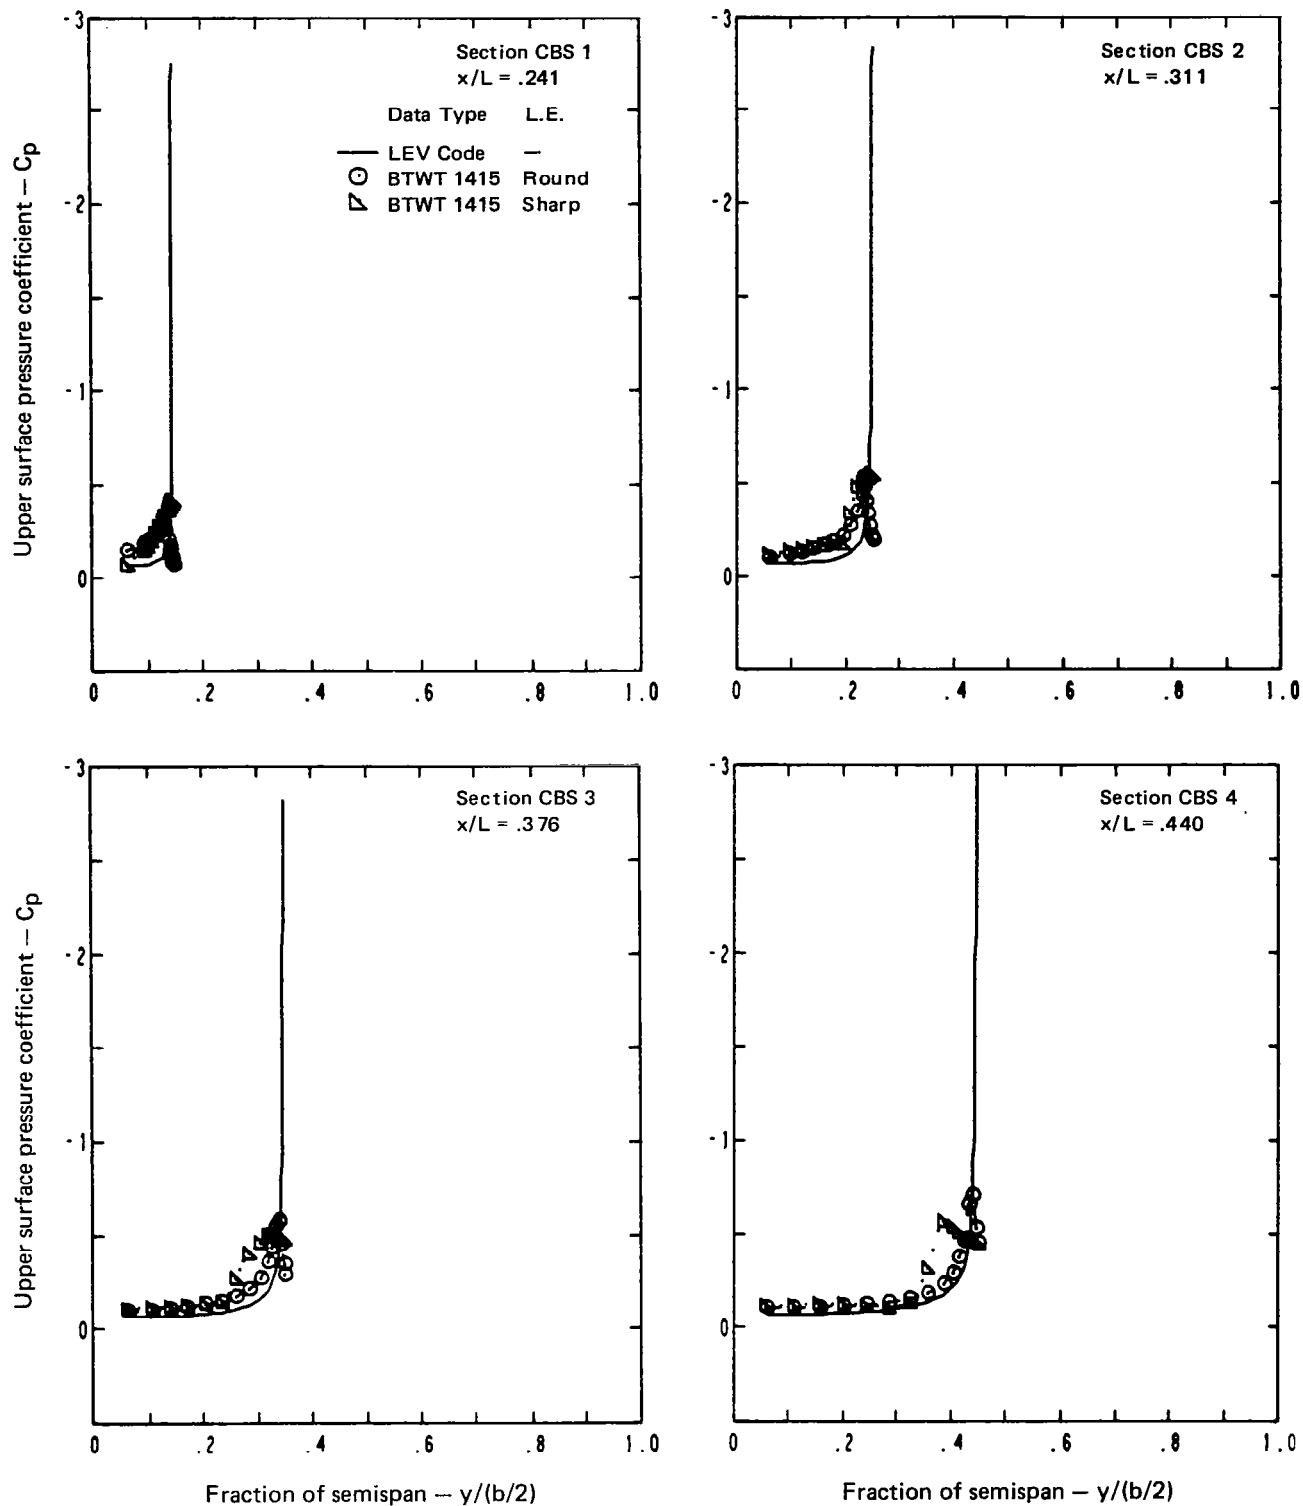 Section CBS 1
x/L = .241
Data Type L.E.
LEV Code –
BTWT 1415 Round
BTWT 1415 Sharp
Upper surface pressure coefficient – Cp
-3
-2
-1
0
0 .2 .4 .6 .8 1.0
Section CBS 2
x/L = .311
-3
-2
-1
0
0 .2 .4 .6 .8 1.0
Section CBS 3
x/L = .376
Upper surface pressure coefficient – Cp
-3
-2
-1
0
0 .2 .4 .6 .8 1.0
Fraction of semispan – y/(b/2)
Section CBS 4
x/L = .440
-3
-2
-1
0
0 .2 .4 .6 .8 1.0
Fraction of semispan – y/(b/2)